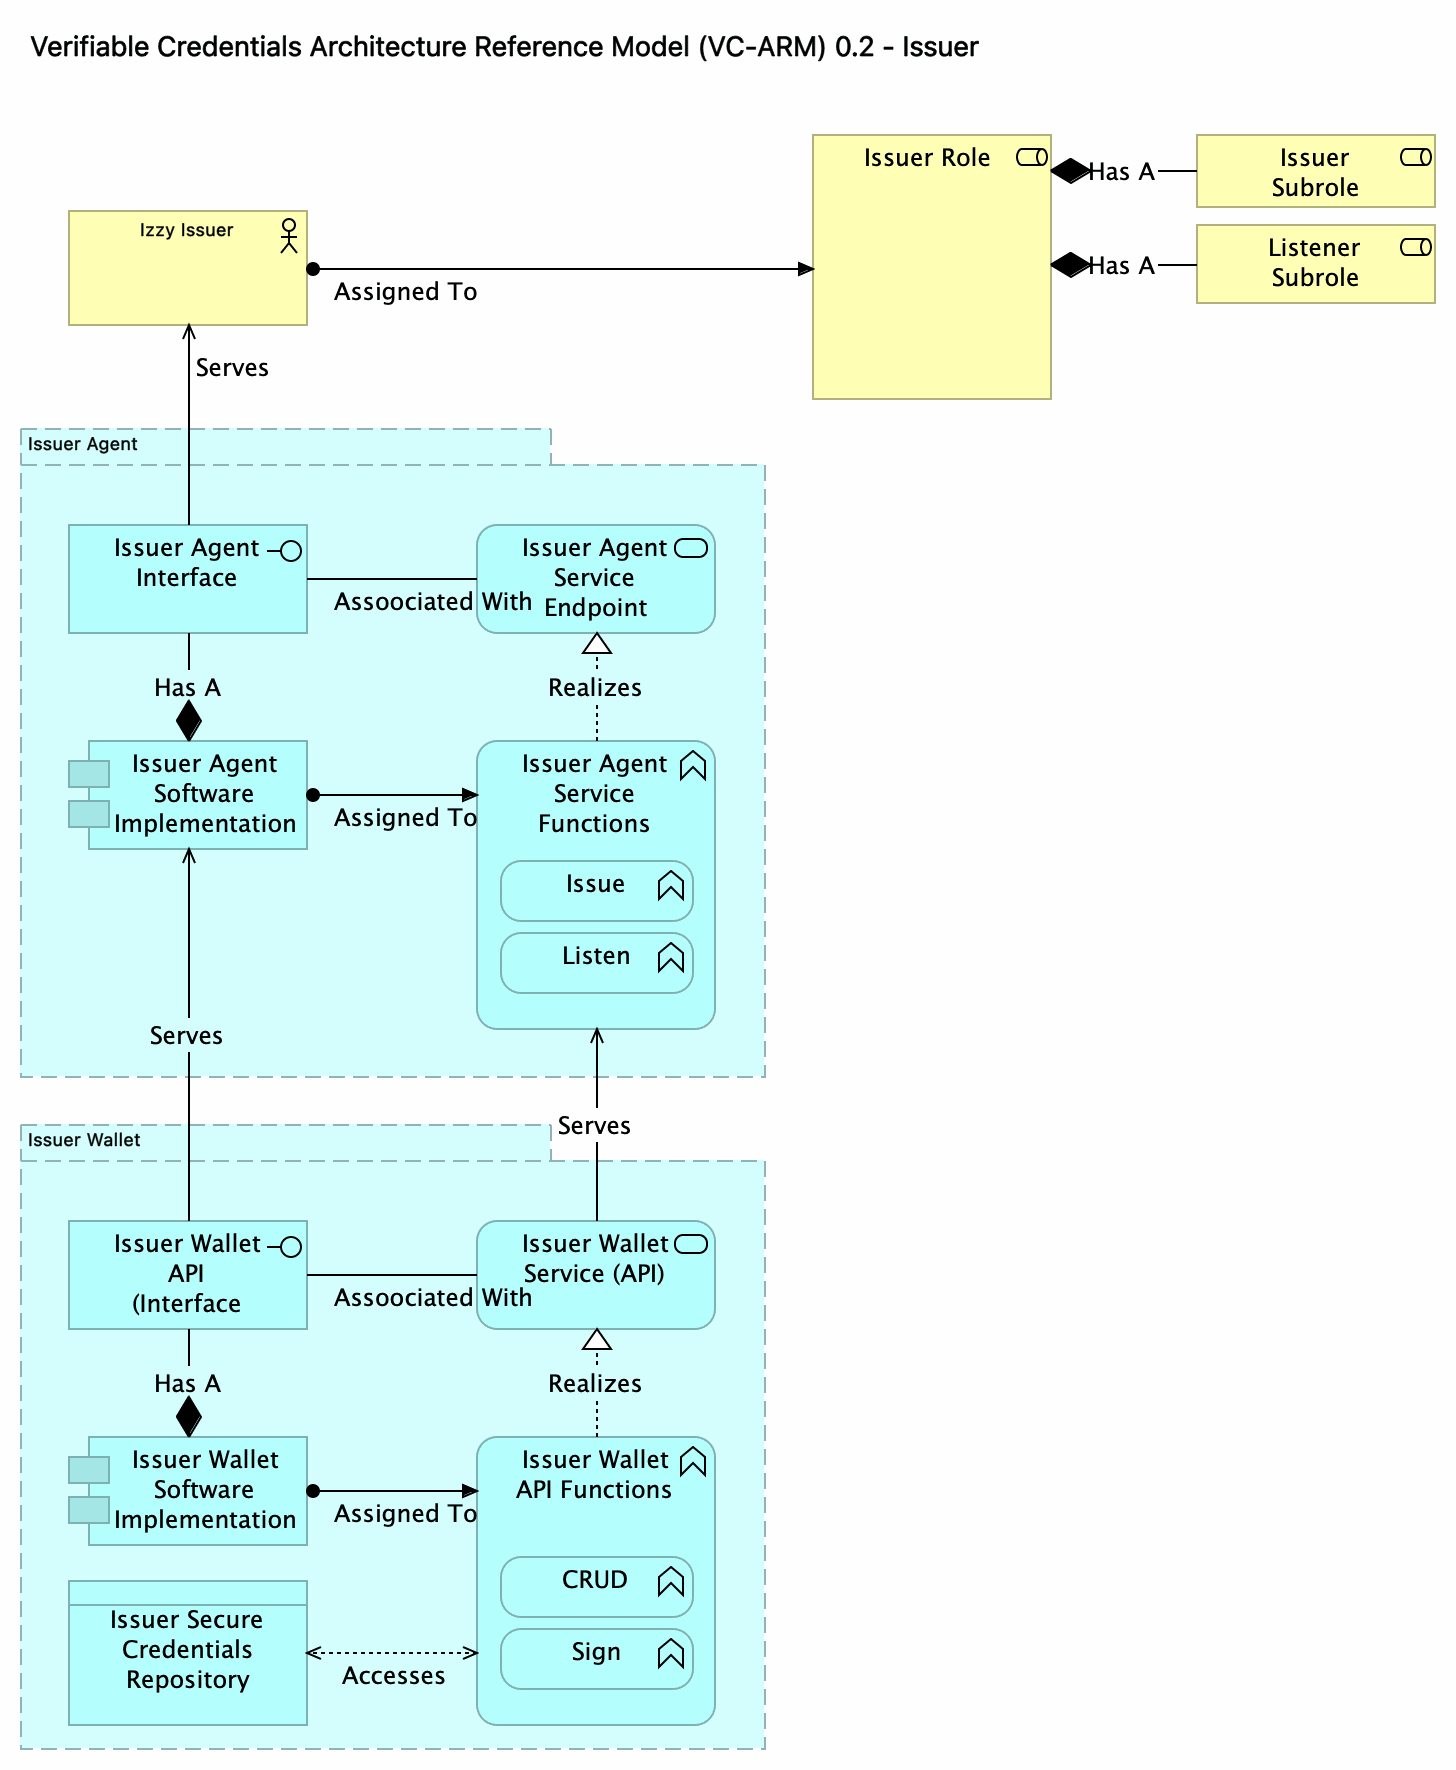 Verifiable Credentials Architecture Reference Model (VC-ARM) 0.2 - Issuer
Issuer Role
Has A
Issuer
Subrole
Izzy Issuer
Has A
Listener
Subrole
Assigned To
Serves
Issuer Agent
Issuer Agent
Interface
Assoociated With
Issuer Agent
Service
Endpoint
Has A
Realizes
Issuer Agent
Software
Implementation
Assigned To
Issuer Agent
Service
Functions
Issue
Listen
Serves
Serves
Issuer Wallet
Issuer Wallet
API
(Interface
Assoociated With
Issuer Wallet
Service (API)
Has A
Realizes
Issuer Wallet
Software
Implementation
Assigned To
Issuer Wallet
API Functions
CRUD
Sign
Issuer Secure
Credentials
Repository
Accesses